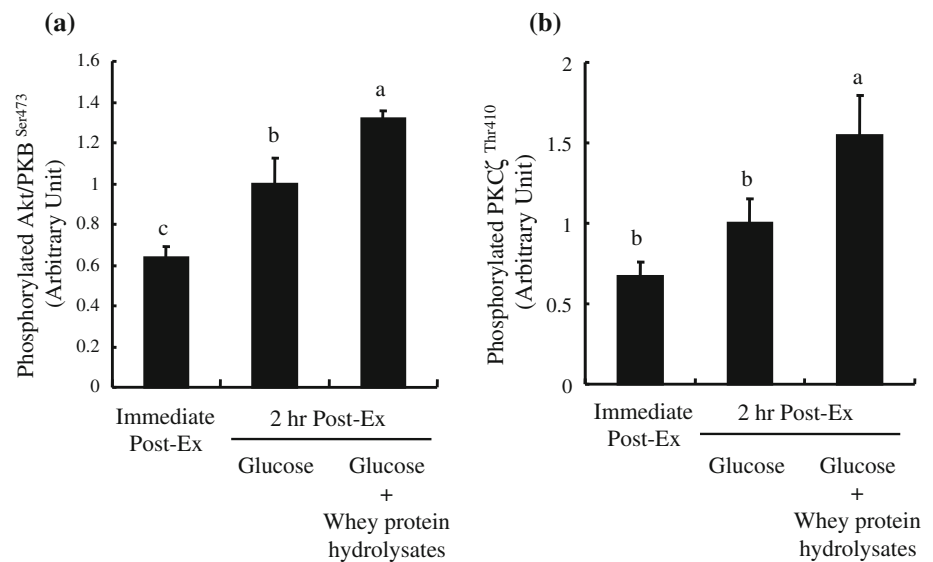 (a)
Phosphorylated Akt/PKB Ser473
(Arbitrary Unit)
1.6
1.4
1.2
1
0.8
0.6
0.4
0.2
0
c
b
a
Immediate
Post-Ex
2 hr Post-Ex
Glucose
Glucose
+
Whey protein
hydrolysates
(b)
Phosphorylated PKCζ Thr410
(Arbitrary Unit)
2
1.5
1
0.5
0
b
b
a
Immediate
Post-Ex
2 hr Post-Ex
Glucose
Glucose
+
Whey protein
hydrolysates